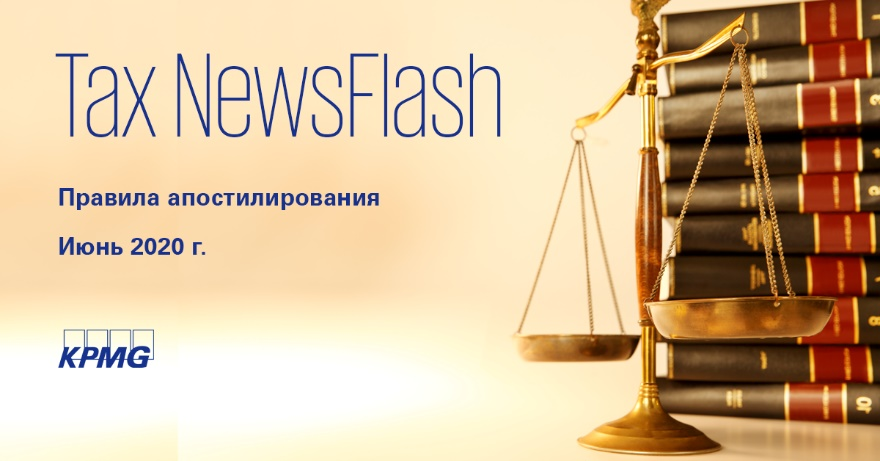 Tax NewsFlash
Правила апостилирования
Июнь 2020 г.
KPMG